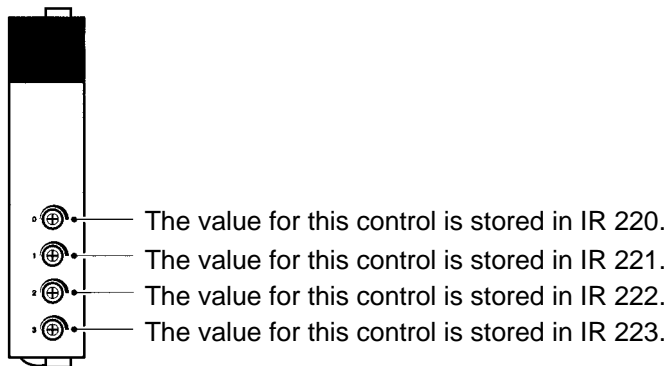 0 The value for this control is stored in IR 220.
1 The value for this control is stored in IR 221.
2 The value for this control is stored in IR 222.
3 The value for this control is stored in IR 223.